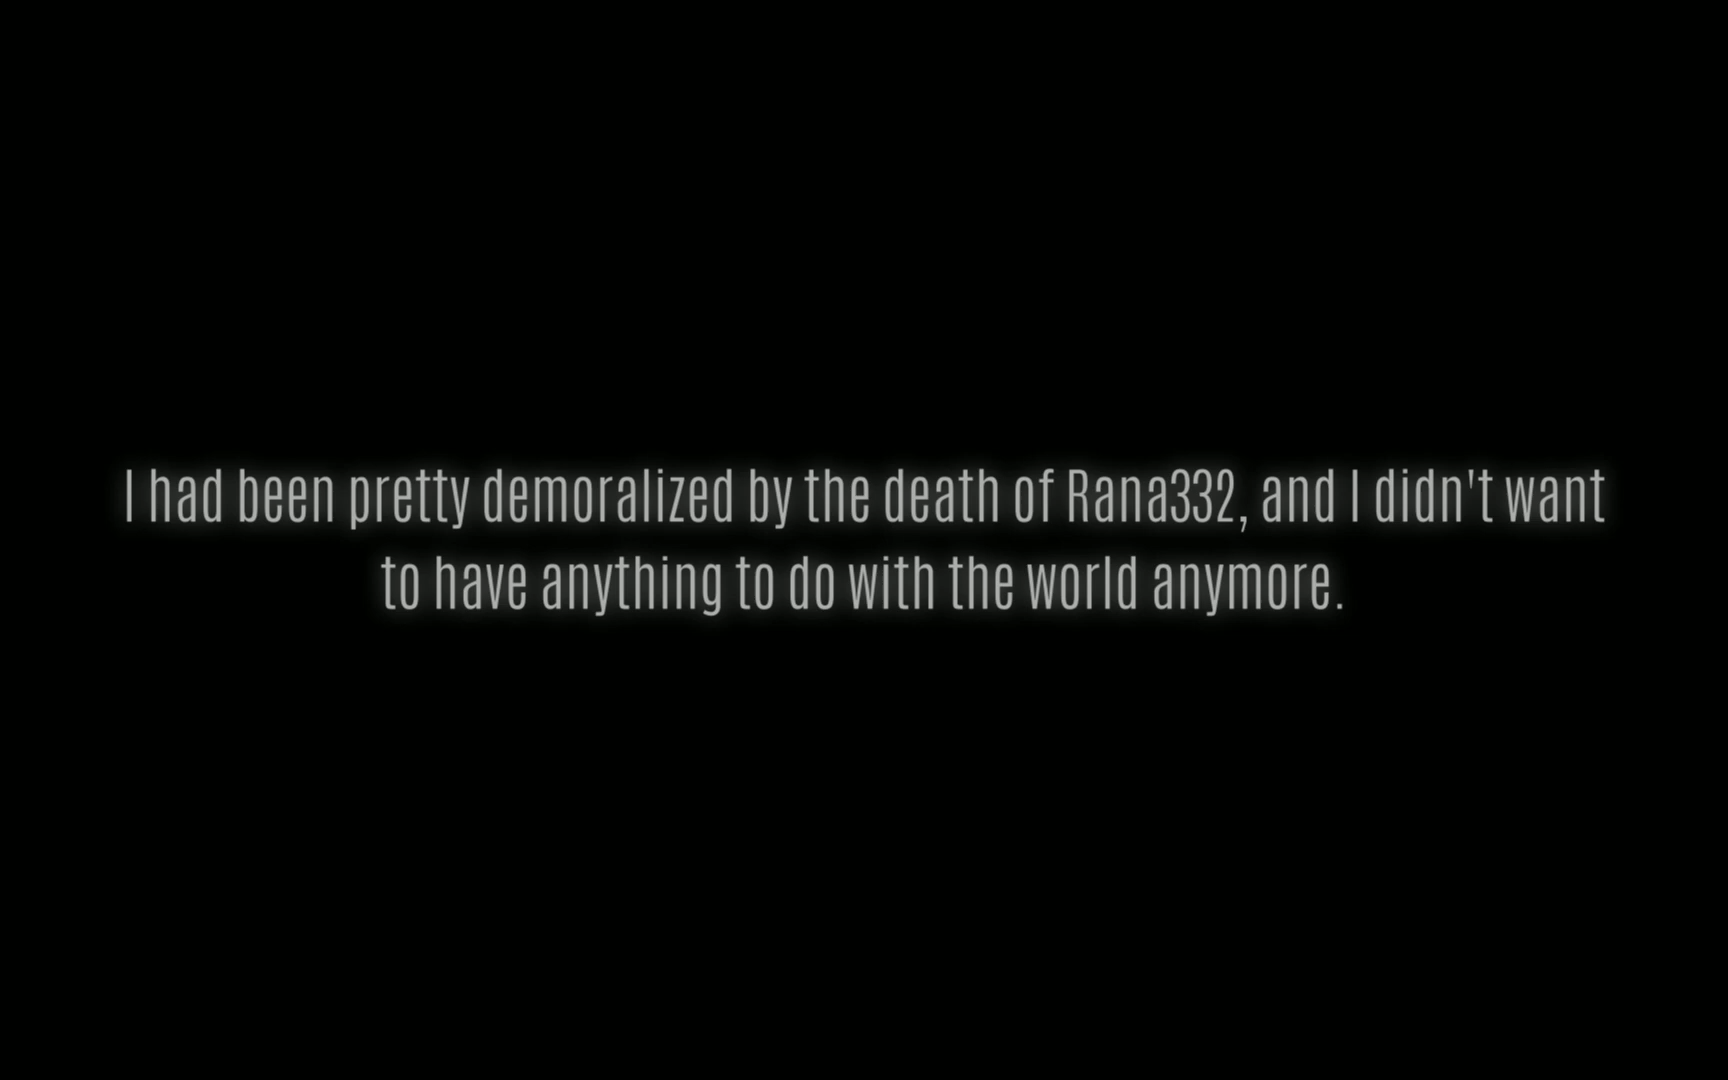 I had been pretty demoralized by the death of Rana332, and I didn't want
to have anything to do with the world anymore.